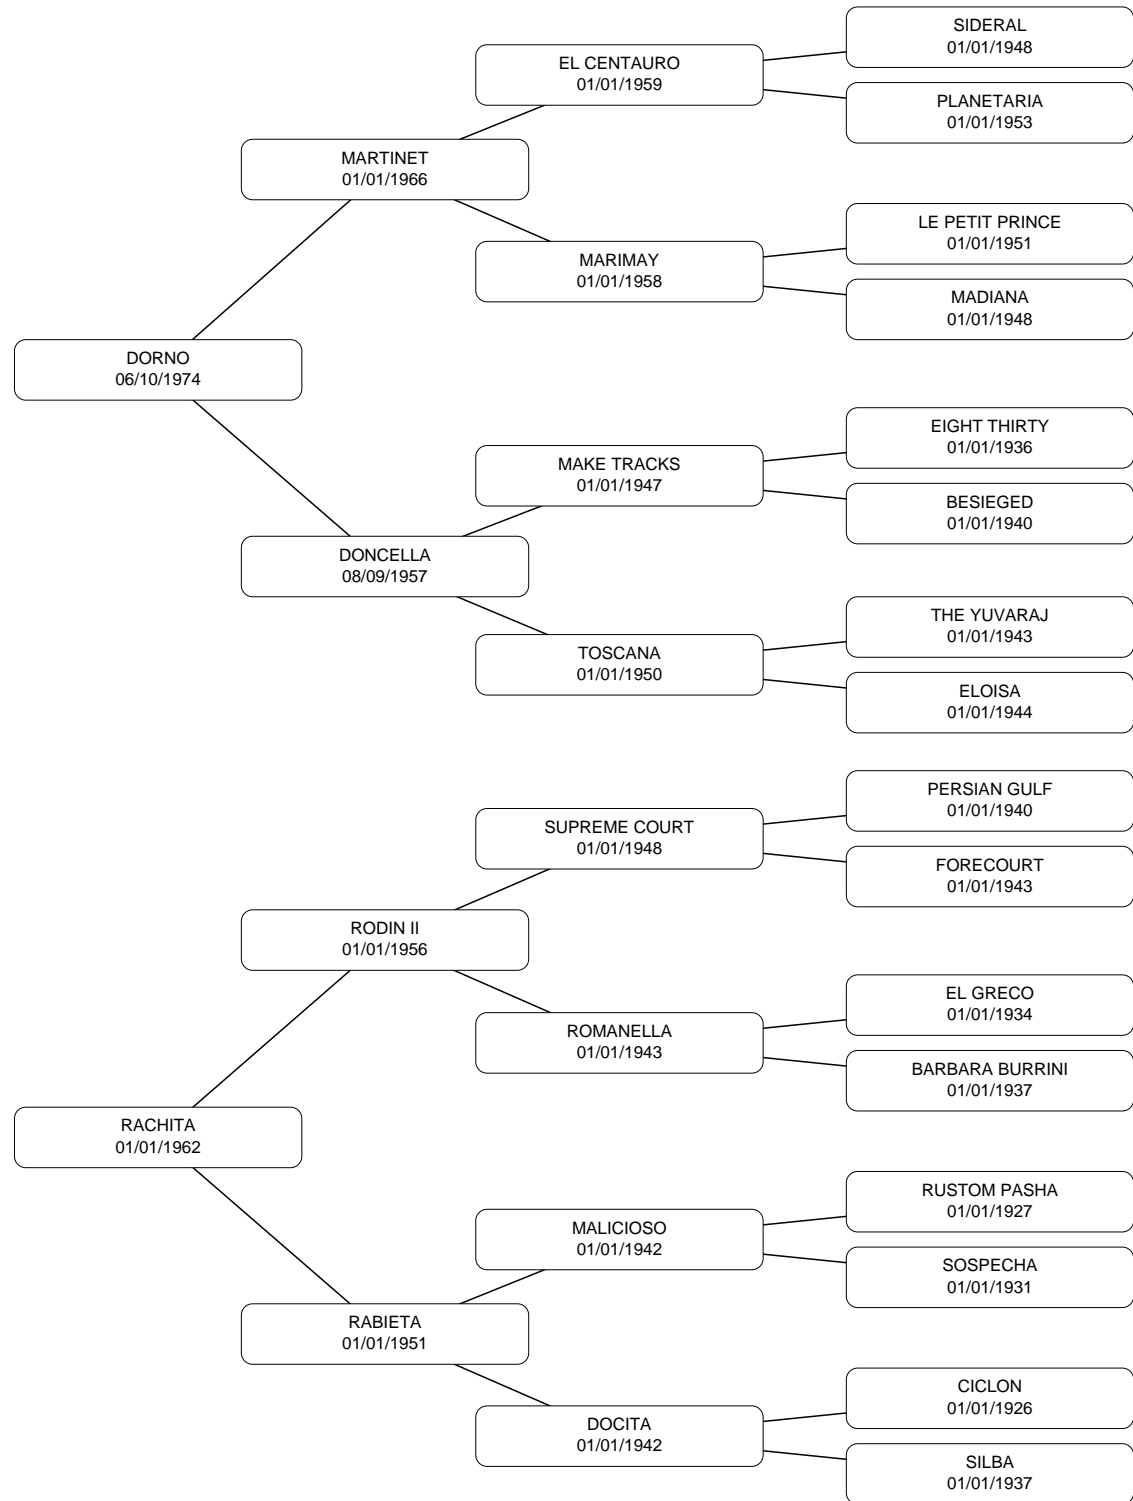 SIDERAL
01/01/1948
EL CENTAURO
01/01/1959
PLANETARIA
01/01/1953
MARTINET
01/01/1966
LE PETIT PRINCE
01/01/1951
MARIMAY
01/01/1958
MADIANA
01/01/1948
DORNO
06/10/1974
EIGHT THIRTY
01/01/1936
MAKE TRACKS
01/01/1947
BESIEGED
01/01/1940
DONCELLA
08/09/1957
THE YUVARAJ
01/01/1943
TOSCANA
01/01/1950
ELOISA
01/01/1944
PERSIAN GULF
01/01/1940
SUPREME COURT
01/01/1948
FORECOURT
01/01/1943
RODIN II
01/01/1956
EL GRECO
01/01/1934
ROMANELLA
01/01/1943
BARBARA BURRINI
01/01/1937
RACHITA
01/01/1962
RUSTOM PASHA
01/01/1927
MALICIOSO
01/01/1942
SOSPECHA
01/01/1931
RABIETA
01/01/1951
CICLON
01/01/1926
DOCITA
01/01/1942
SILBA
01/01/1937